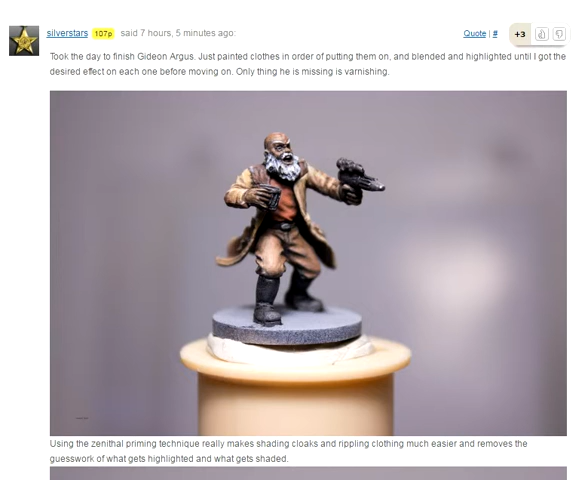 silverstars 107p said 7 hours, 5 minutes ago: Quote | # +3
Took the day to finish Gideon Argus. Just painted clothes in order of putting them on, and blended and highlighted until I got the
desired effect on each one before moving on. Only thing he is missing is varnishing.
Using the zenithal priming technique really makes shading cloaks and rippling clothing much easier and removes the
guesswork of what gets highlighted and what gets shaded.